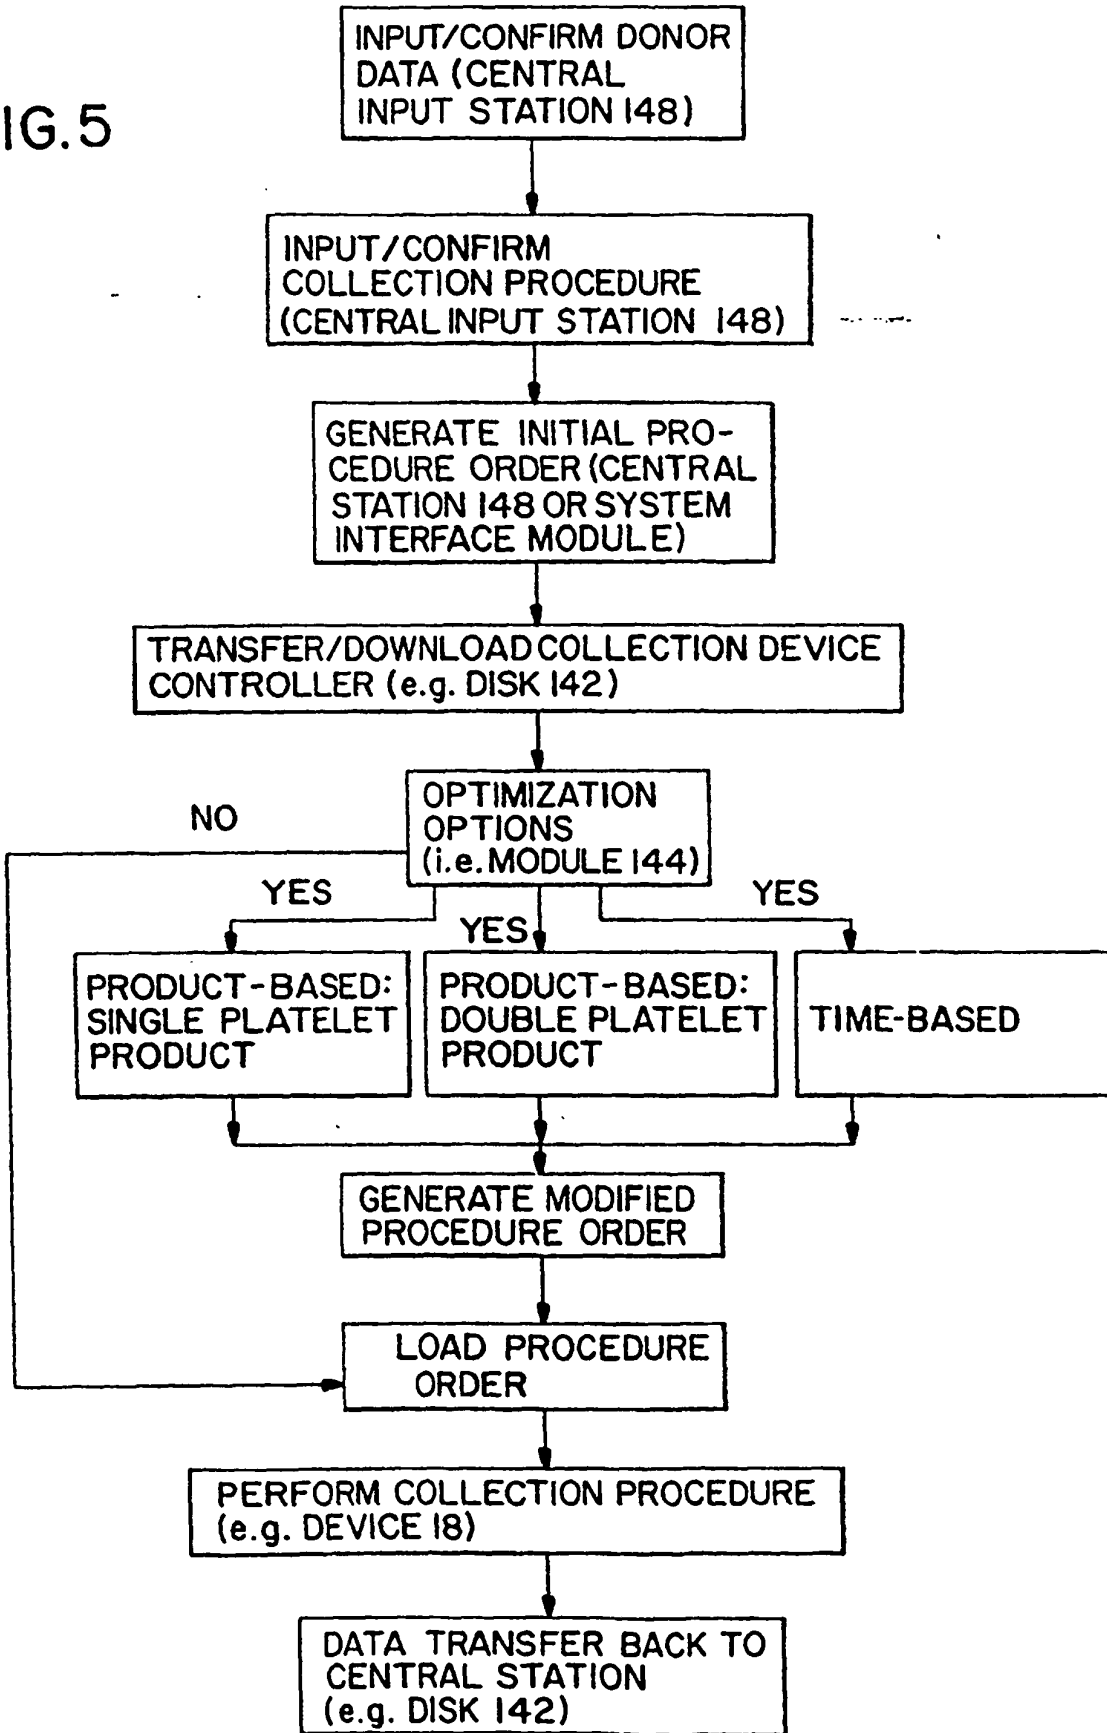 IG. 5
INPUT/CONFIRM DONOR
DATA (CENTRAL
INPUT STATION 148)
INPUT/CONFIRM
COLLECTION PROCEDURE
(CENTRAL INPUT STATION 148)
GENERATE INITIAL PRO-
CEDURE ORDER (CENTRAL
STATION 148 OR SYSTEM
INTERFACE MODULE)
TRANSFER/DOWNLOAD COLLECTION DEVICE
CONTROLLER (e.g. DISK 142)
OPTIMIZATION
OPTIONS
(i.e. MODULE 144)
NO
YES
YES
YES
PRODUCT-BASED:
SINGLE PLATELET
PRODUCT
PRODUCT-BASED:
DOUBLE PLATELET
PRODUCT
TIME-BASED
GENERATE MODIFIED
PROCEDURE ORDER
LOAD PROCEDURE
ORDER
PERFORM COLLECTION PROCEDURE
(e.g. DEVICE 18)
DATA TRANSFER BACK TO
CENTRAL STATION
(e.g. DISK 142)